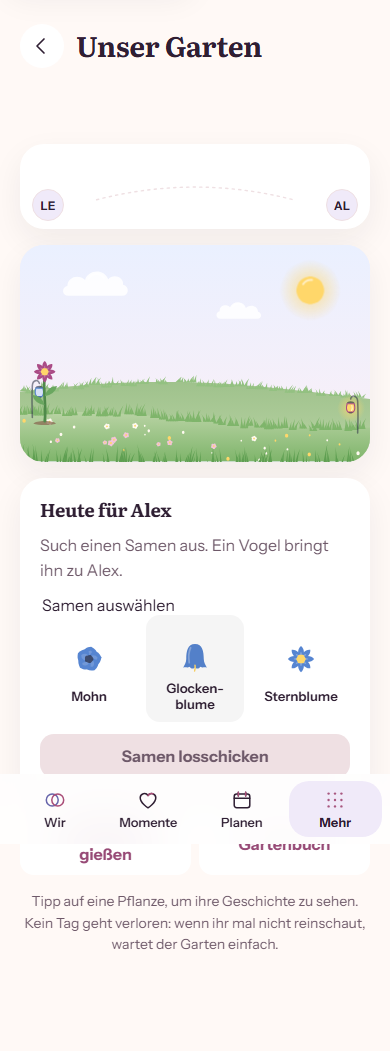 Unser Garten
LE
AL
Heute für Alex
Such einen Samen aus. Ein Vogel bringt
ihn zu Alex.
Samen auswählen
Mohn
Glocken-
blume
Sternblume
Samen losschicken
Wir
Momente
Planen
Mehr
gießen
Gartenbuch
Tipp auf eine Pflanze, um ihre Geschichte zu sehen.
Kein Tag geht verloren: wenn ihr mal nicht reinschaut,
wartet der Garten einfach.